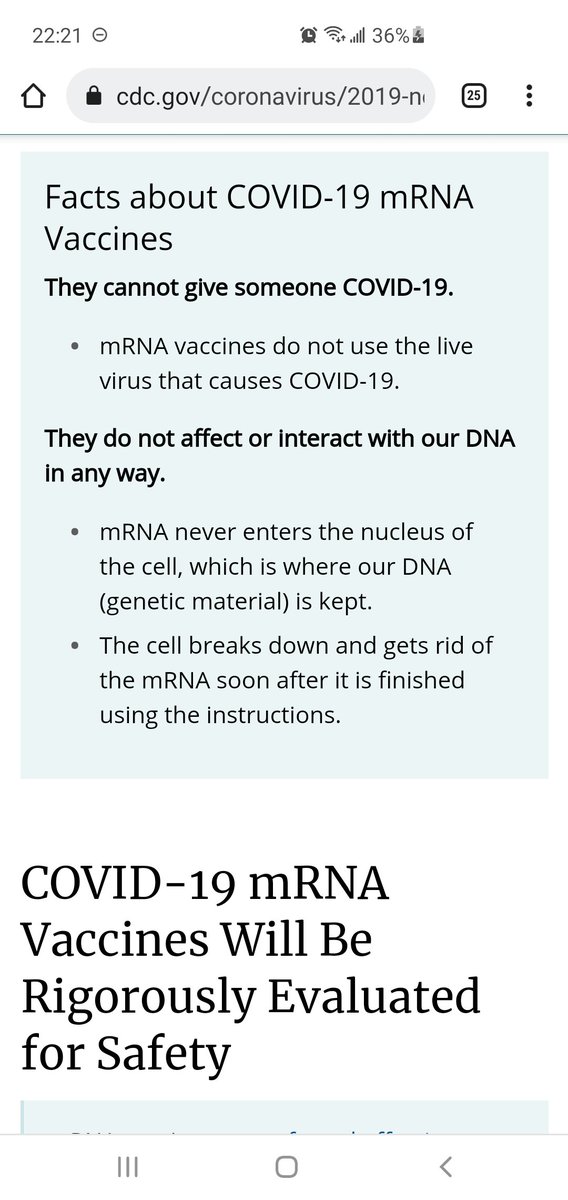 22:21
36%
cdc.gov/coronavirus/2019-n
25
Facts about COVID-19 mRNA
Vaccines
They cannot give someone COVID-19.
• mRNA vaccines do not use the live
virus that causes COVID-19.
They do not affect or interact with our DNA
in any way.
• mRNA never enters the nucleus of
the cell, which is where our DNA
(genetic material) is kept.
• The cell breaks down and gets rid of
the mRNA soon after it is finished
using the instructions.
COVID-19 mRNA
Vaccines Will Be
Rigorously Evaluated
for Safety